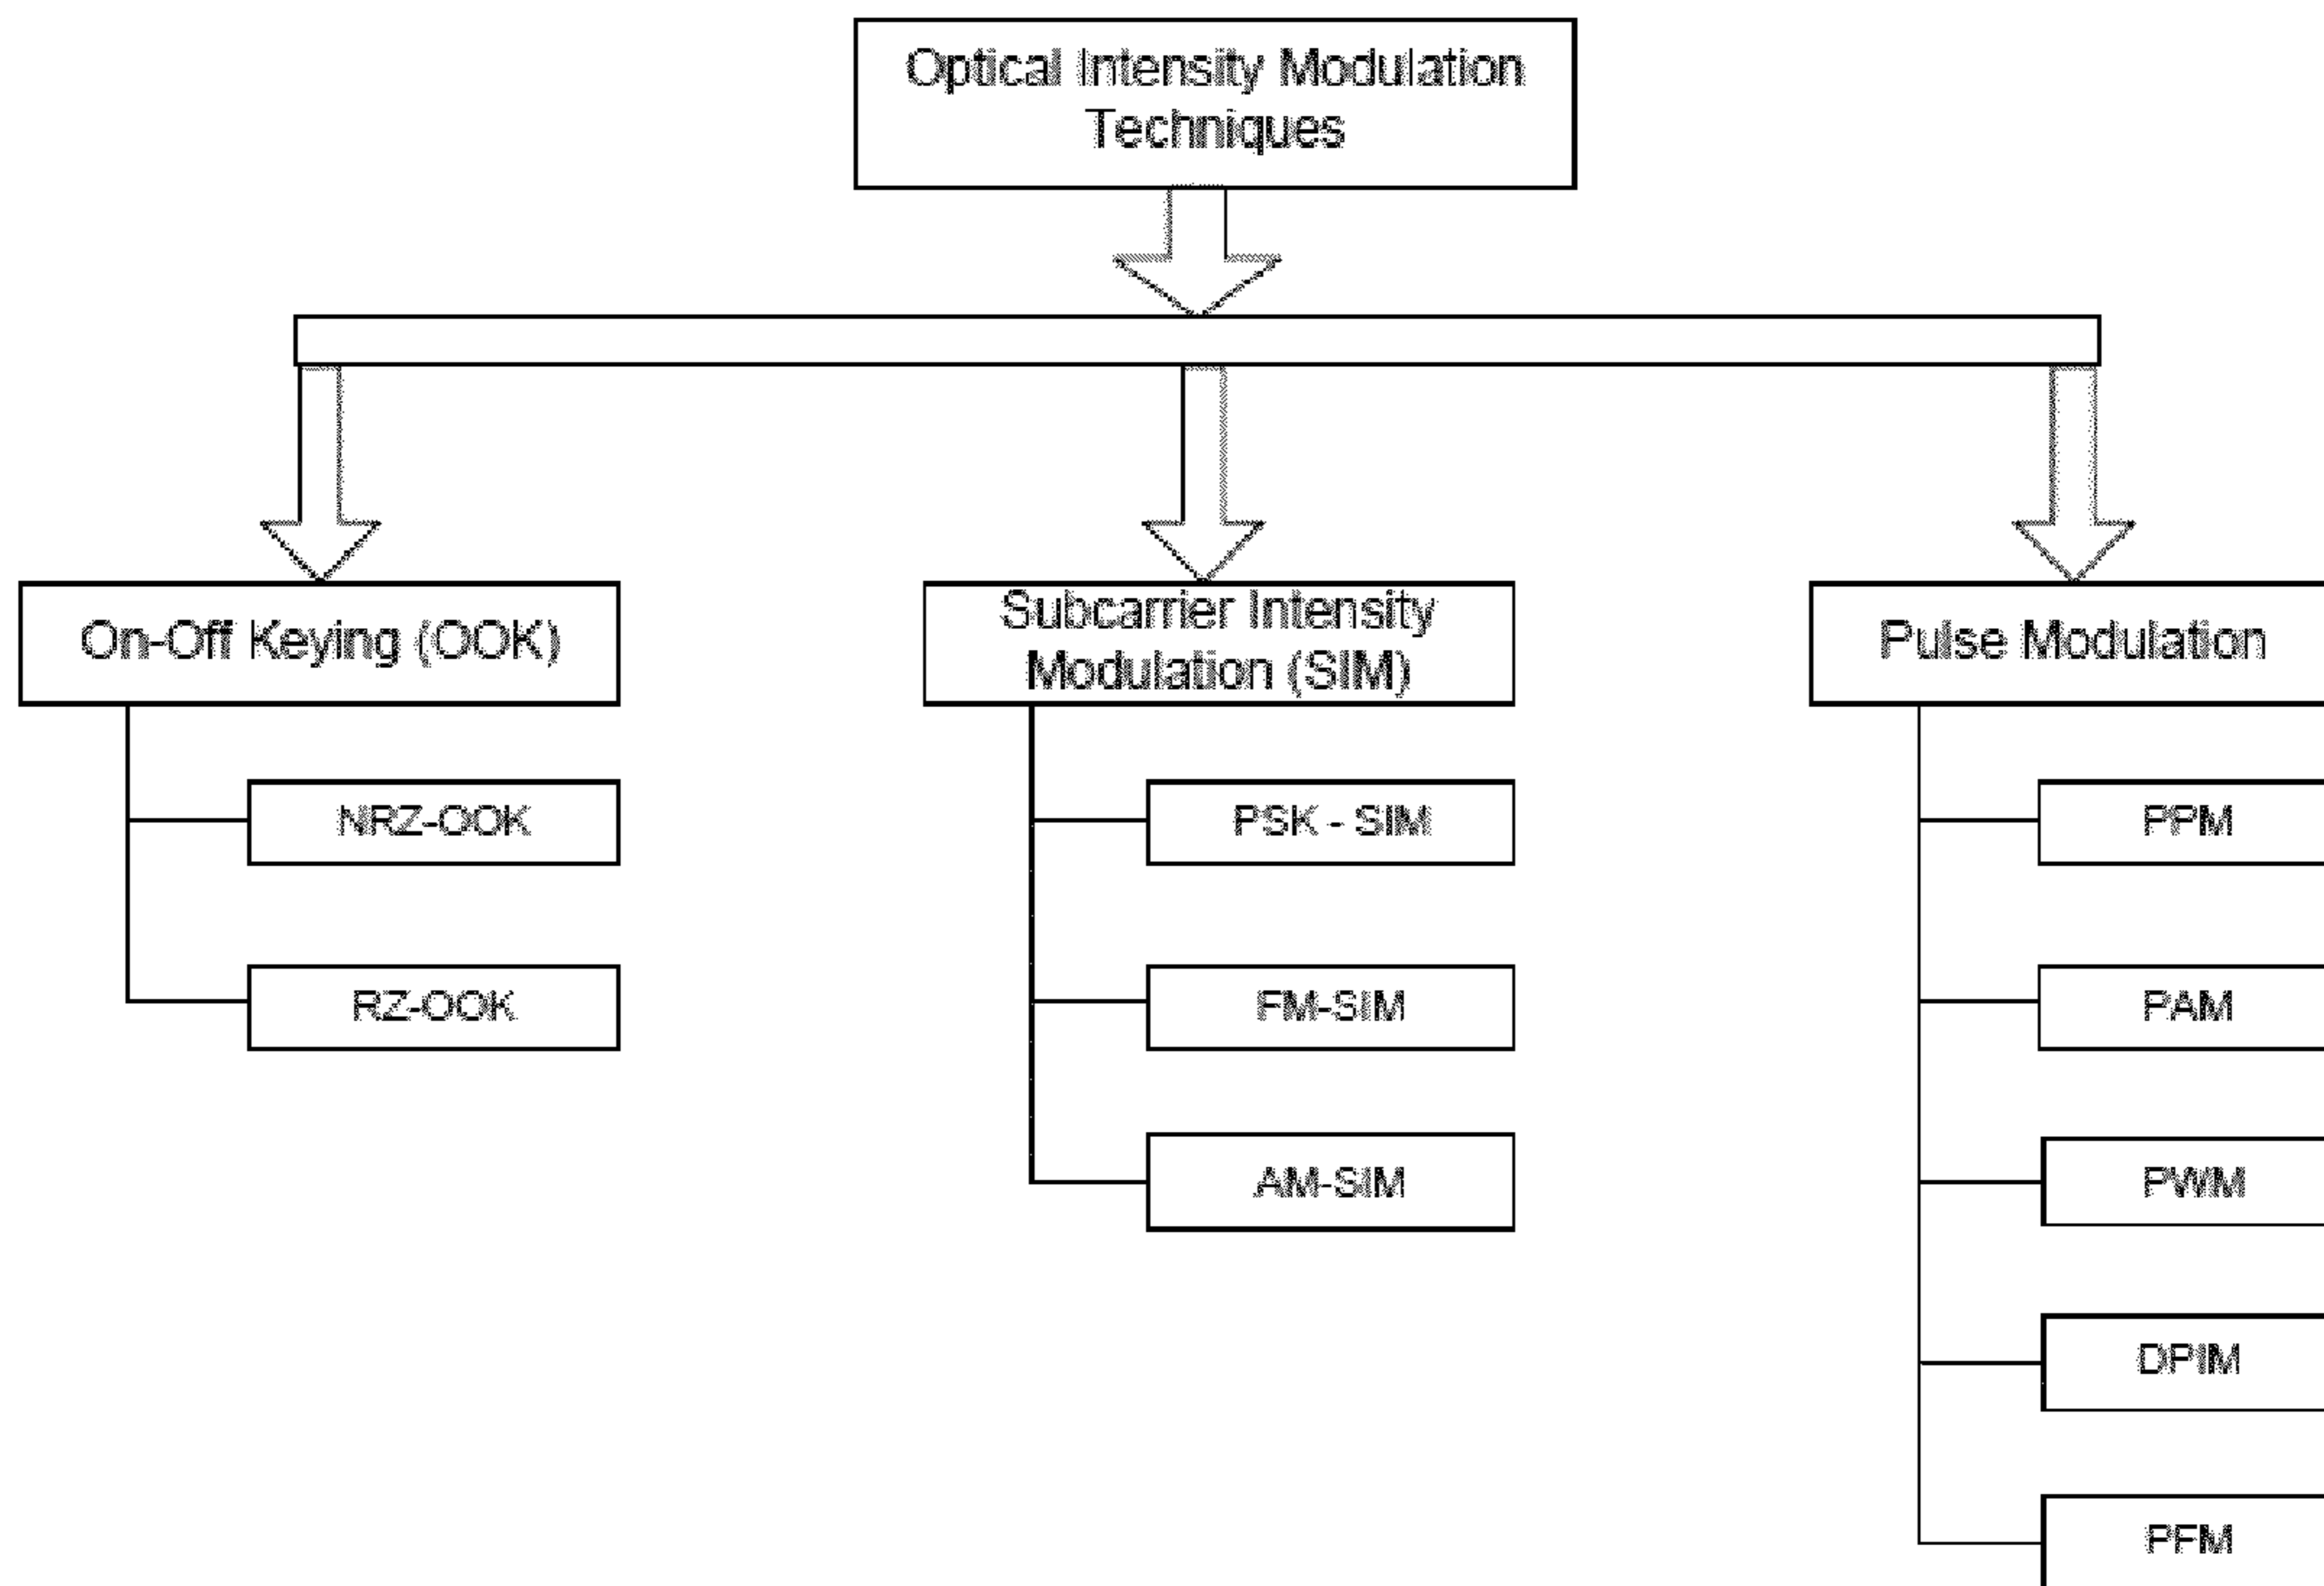 Optical Intensity Modulation
Techniques
On-Off Keying (OOK)
Subcarrier Intensity
Modulation (SIM)
Pulse Modulation
NRZ-OOK
PSK - SIM
PPM
RZ-OOK
FM-SIM
PAM
AM-SIM
PWM
DPIM
PFM